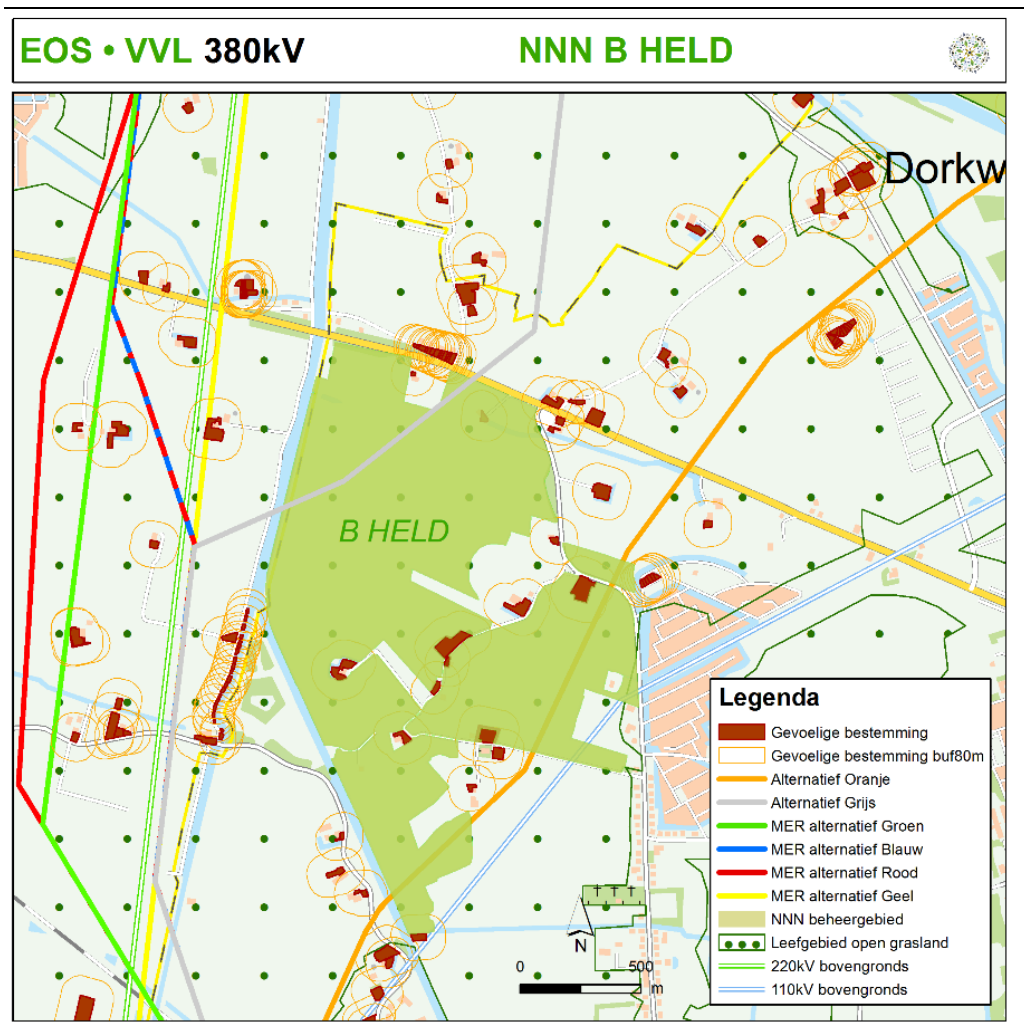 EOS • VVL 380kV NNN B HELD
Dorkw
B HELD
Legenda
Gevoelige bestemming
Gevoelige bestemming buf80m
Alternatief Oranje
Alternatief Grijs
MER alternatief Groen
MER alternatief Blauw
MER alternatief Rood
MER alternatief Geel
NNN beheergebied
Leefgebied open grasland
220kV bovengronds
110kV bovengronds
N
0 500
m